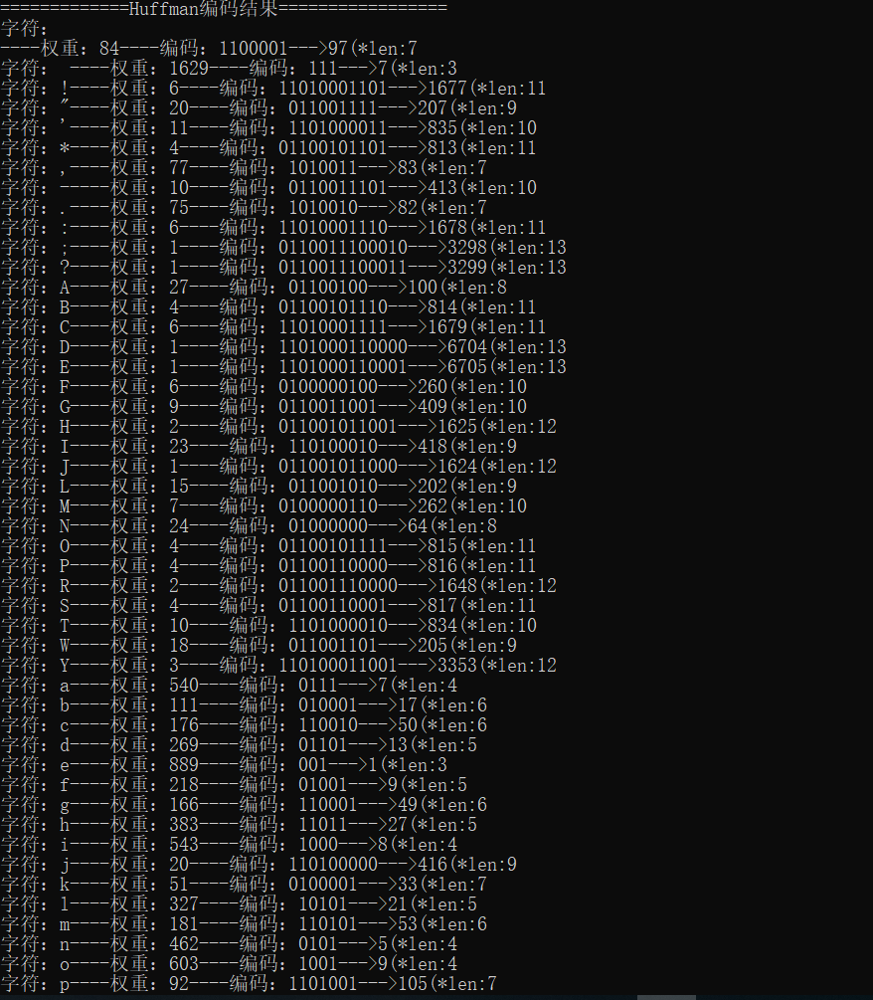 =============Huffman编码结果=================
字符:
----权重: 84----编码: 1100001--->97(*len:7
字符:  ----权重: 1629----编码: 111--->7(*len:3
字符: !----权重: 6----编码: 11010001101--->1677(*len:11
字符: "----权重: 20----编码: 011001111--->207(*len:9
字符: '----权重: 11----编码: 1101000011--->835(*len:10
字符: *----权重: 4----编码: 01100101101--->813(*len:11
字符: ,----权重: 77----编码: 1010011--->83(*len:7
字符: -----权重: 10----编码: 0110011101--->413(*len:10
字符: .----权重: 75----编码: 1010010--->82(*len:7
字符: :----权重: 6----编码: 11010001110--->1678(*len:11
字符: ;----权重: 1----编码: 0110011100010--->3298(*len:13
字符: ?----权重: 1----编码: 0110011100011--->3299(*len:13
字符: A----权重: 27----编码: 01100100--->100(*len:8
字符: B----权重: 4----编码: 01100101110--->814(*len:11
字符: C----权重: 6----编码: 11010001111--->1679(*len:11
字符: D----权重: 1----编码: 1101000110000--->6704(*len:13
字符: E----权重: 1----编码: 1101000110001--->6705(*len:13
字符: F----权重: 6----编码: 0100000100--->260(*len:10
字符: G----权重: 9----编码: 0110011001--->409(*len:10
字符: H----权重: 2----编码: 011001011001--->1625(*len:12
字符: I----权重: 23----编码: 110100010--->418(*len:9
字符: J----权重: 1----编码: 011001011000--->1624(*len:12
字符: L----权重: 15----编码: 011001010--->202(*len:9
字符: M----权重: 7----编码: 0100000110--->262(*len:10
字符: N----权重: 24----编码: 01000000--->64(*len:8
字符: O----权重: 4----编码: 01100101111--->815(*len:11
字符: P----权重: 4----编码: 01100110000--->816(*len:11
字符: R----权重: 2----编码: 011001110000--->1648(*len:12
字符: S----权重: 4----编码: 01100110001--->817(*len:11
字符: T----权重: 10----编码: 1101000010--->834(*len:10
字符: W----权重: 18----编码: 011001101--->205(*len:9
字符: Y----权重: 3----编码: 110100011001--->3353(*len:12
字符: a----权重: 540----编码: 0111--->7(*len:4
字符: b----权重: 111----编码: 010001--->17(*len:6
字符: c----权重: 176----编码: 110010--->50(*len:6
字符: d----权重: 269----编码: 01101--->13(*len:5
字符: e----权重: 889----编码: 001--->1(*len:3
字符: f----权重: 218----编码: 01001--->9(*len:5
字符: g----权重: 166----编码: 110001--->49(*len:6
字符: h----权重: 383----编码: 11011--->27(*len:5
字符: i----权重: 543----编码: 1000--->8(*len:4
字符: j----权重: 20----编码: 110100000--->416(*len:9
字符: k----权重: 51----编码: 0100001--->33(*len:7
字符: l----权重: 327----编码: 10101--->21(*len:5
字符: m----权重: 181----编码: 110101--->53(*len:6
字符: n----权重: 462----编码: 0101--->5(*len:4
字符: o----权重: 603----编码: 1001--->9(*len:4
字符: p----权重: 92----编码: 1101001--->105(*len:7